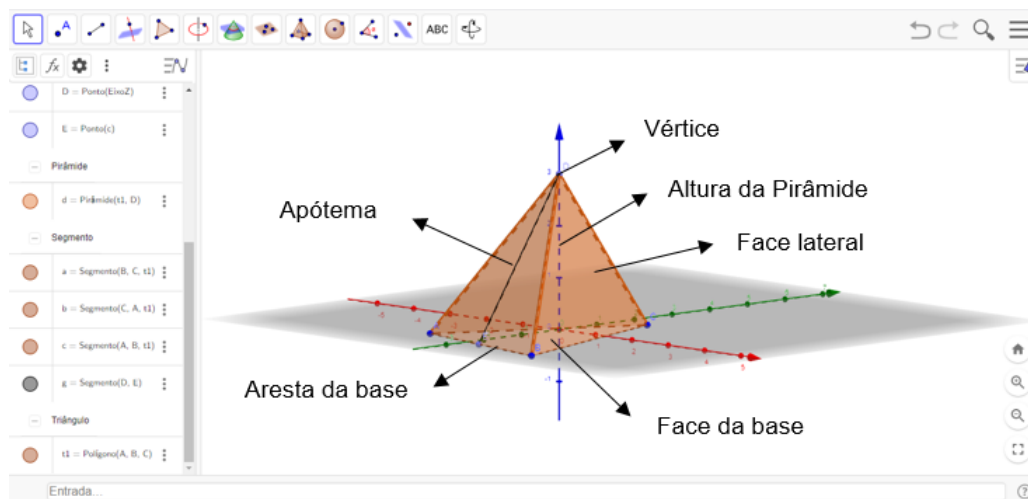 ABC
D = Ponto(EixoZ)
E = Ponto(c)
Pirâmide
d = Pirâmide(t1, D)
Segmento
a = Segmento(B, C, t1)
b = Segmento(C, A, t1)
c = Segmento(A, B, t1)
g = Segmento(D, E)
Triângulo
t1 = Polígono(A, B, C)
Entrada...
Vértice
Altura da Pirâmide
Apótema
Face lateral
Aresta da base
Face da base